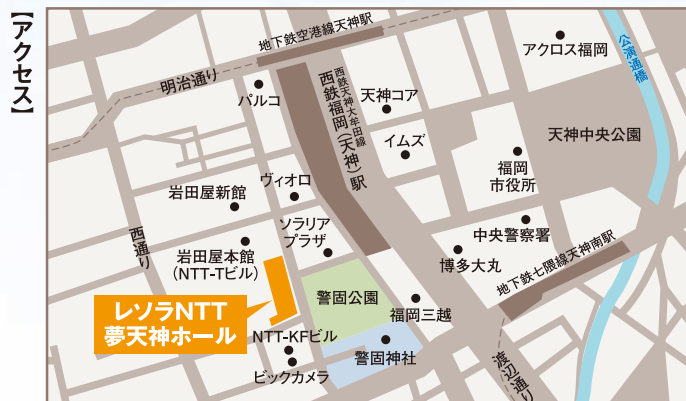 【アクセス】
地下鉄空港線天神駅
明治通り
パルコ
西鉄天神大牟田線
西鉄福岡(天神)駅
天神コア
アクロス福岡
公演通橋
イムズ
天神中央公園
福岡
市役所
ヴィオロ
岩田屋新館
西通り
岩田屋本館
(NTT-Tビル)
ソラリア
プラザ
中央警察署
博多大丸
地下鉄七隈線天神南駅
レソラNTT
夢天神ホール
警固公園
福岡三越
NTT-KFビル
警固神社
ビックカメラ
渡辺通り